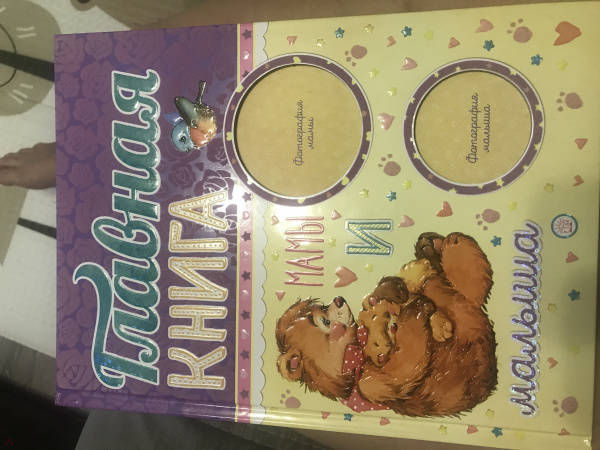 Главная
КНИГА
Фотография
мамы
Фотография
малыша
МАМЫ
И
малыша